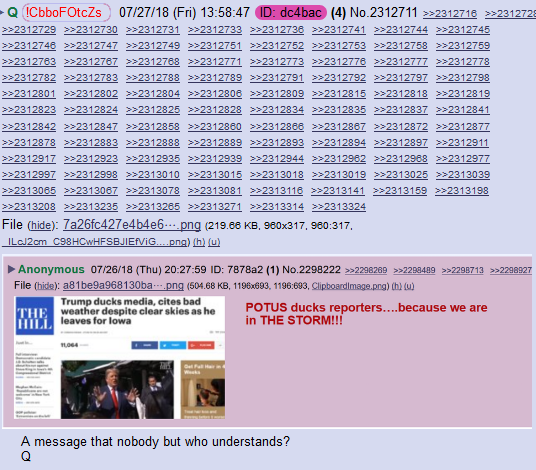 Q !CbboFOtcZs 07/27/18 (Fri) 13:58:47 ID: dc4bac (4) No.2312711 >>2312716 >>2312728
>>2312729 >>2312730 >>2312731 >>2312733 >>2312736 >>2312741 >>2312744 >>2312745
>>2312746 >>2312747 >>2312749 >>2312751 >>2312752 >>2312753 >>2312758 >>2312759
>>2312763 >>2312767 >>2312771 >>2312772 >>2312773 >>2312776 >>2312777 >>2312778
>>2312782 >>2312783 >>2312788 >>2312789 >>2312791 >>2312792 >>2312797 >>2312798
>>2312801 >>2312802 >>2312804 >>2312806 >>2312809 >>2312815 >>2312818 >>2312819
>>2312823 >>2312824 >>2312825 >>2312828 >>2312834 >>2312835 >>2312837 >>2312841
>>2312842 >>2312847 >>2312858 >>2312860 >>2312866 >>2312867 >>2312872 >>2312877
>>2312878 >>2312883 >>2312888 >>2312889 >>2312893 >>2312894 >>2312897 >>2312911
>>2312917 >>2312923 >>2312935 >>2312939 >>2312944 >>2312962 >>2312968 >>2312977
>>2312997 >>2312998 >>2313010 >>2313015 >>2313018 >>2313019 >>2313025 >>2313039
>>2313065 >>2313067 >>2313078 >>2313081 >>2313116 >>2313141 >>2313159 >>2313198
>>2313208 >>2313235 >>2313265 >>2313271 >>2313314 >>2313324
File (hide): 7a26fc427e4b4e6⋯.png (219.66 KB, 960x317, 960:317,
_ILcJ2cm_C98HCwHFSBJIEfViG….png) (h) (u)
Anonymous 07/26/18 (Thu) 20:27:59 ID: 7878a2 (1) No.2298222 >>2298269 >>2298489 >>2298713 >>2298927
File (hide): a81be9a968130ba⋯.png (504.68 KB, 1196x693, 1196:693, ClipboardImage.png) (h) (u)
THE HILL
Trump ducks media, cites bad
weather despite clear skies as he
leaves for Iowa
11,064
Get Fall Hair in 4
Weeks
POTUS ducks reporters....because we are
in THE STORM!!!
A message that nobody but who understands?
Q